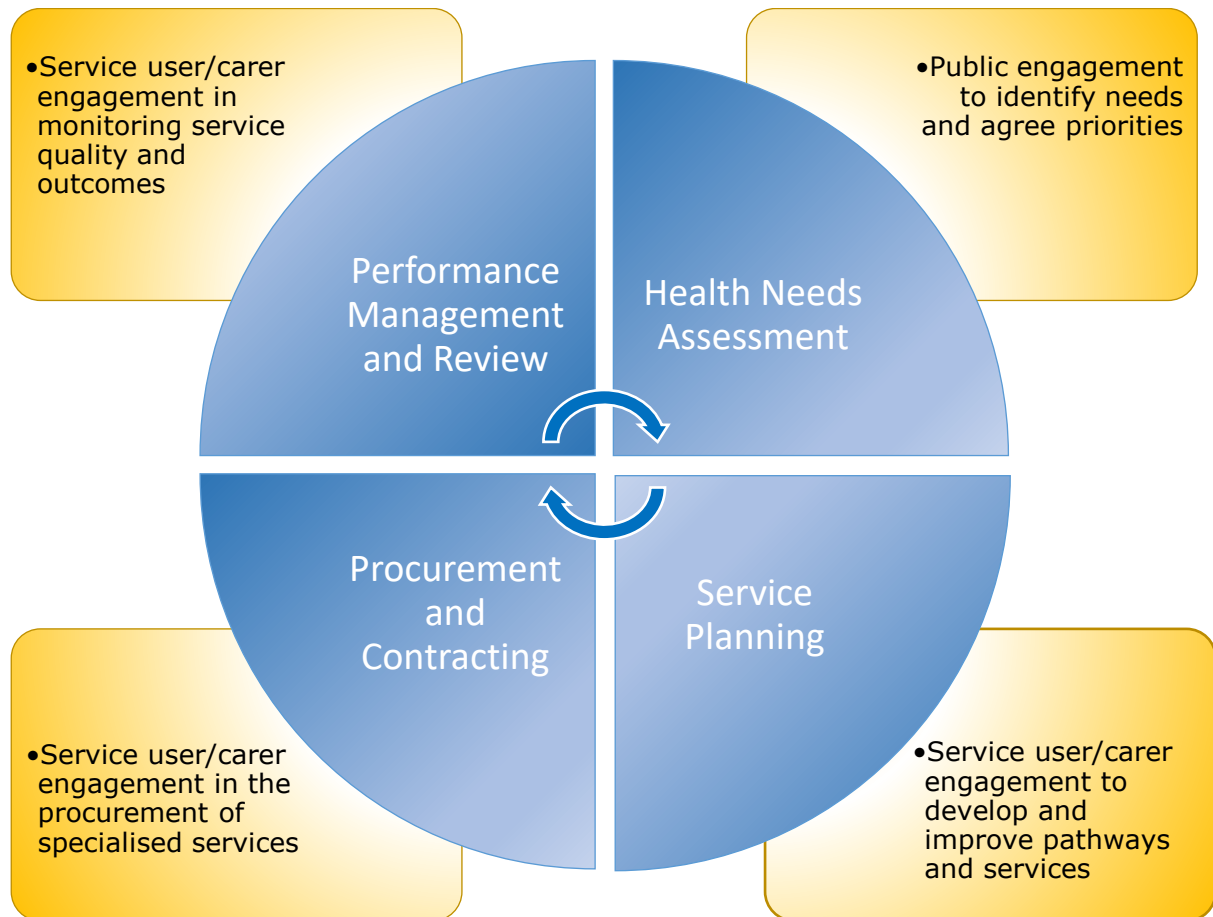 •Service user/carer
engagement in
monitoring service
quality and
outcomes
•Public engagement
to identify needs
and agree priorities
Performance
Management
and Review
Health Needs
Assessment
Procurement
and
Contracting
Service
Planning
•Service user/carer
engagement in the
procurement of
specialised services
•Service user/carer
engagement to
develop and
improve pathways
and services